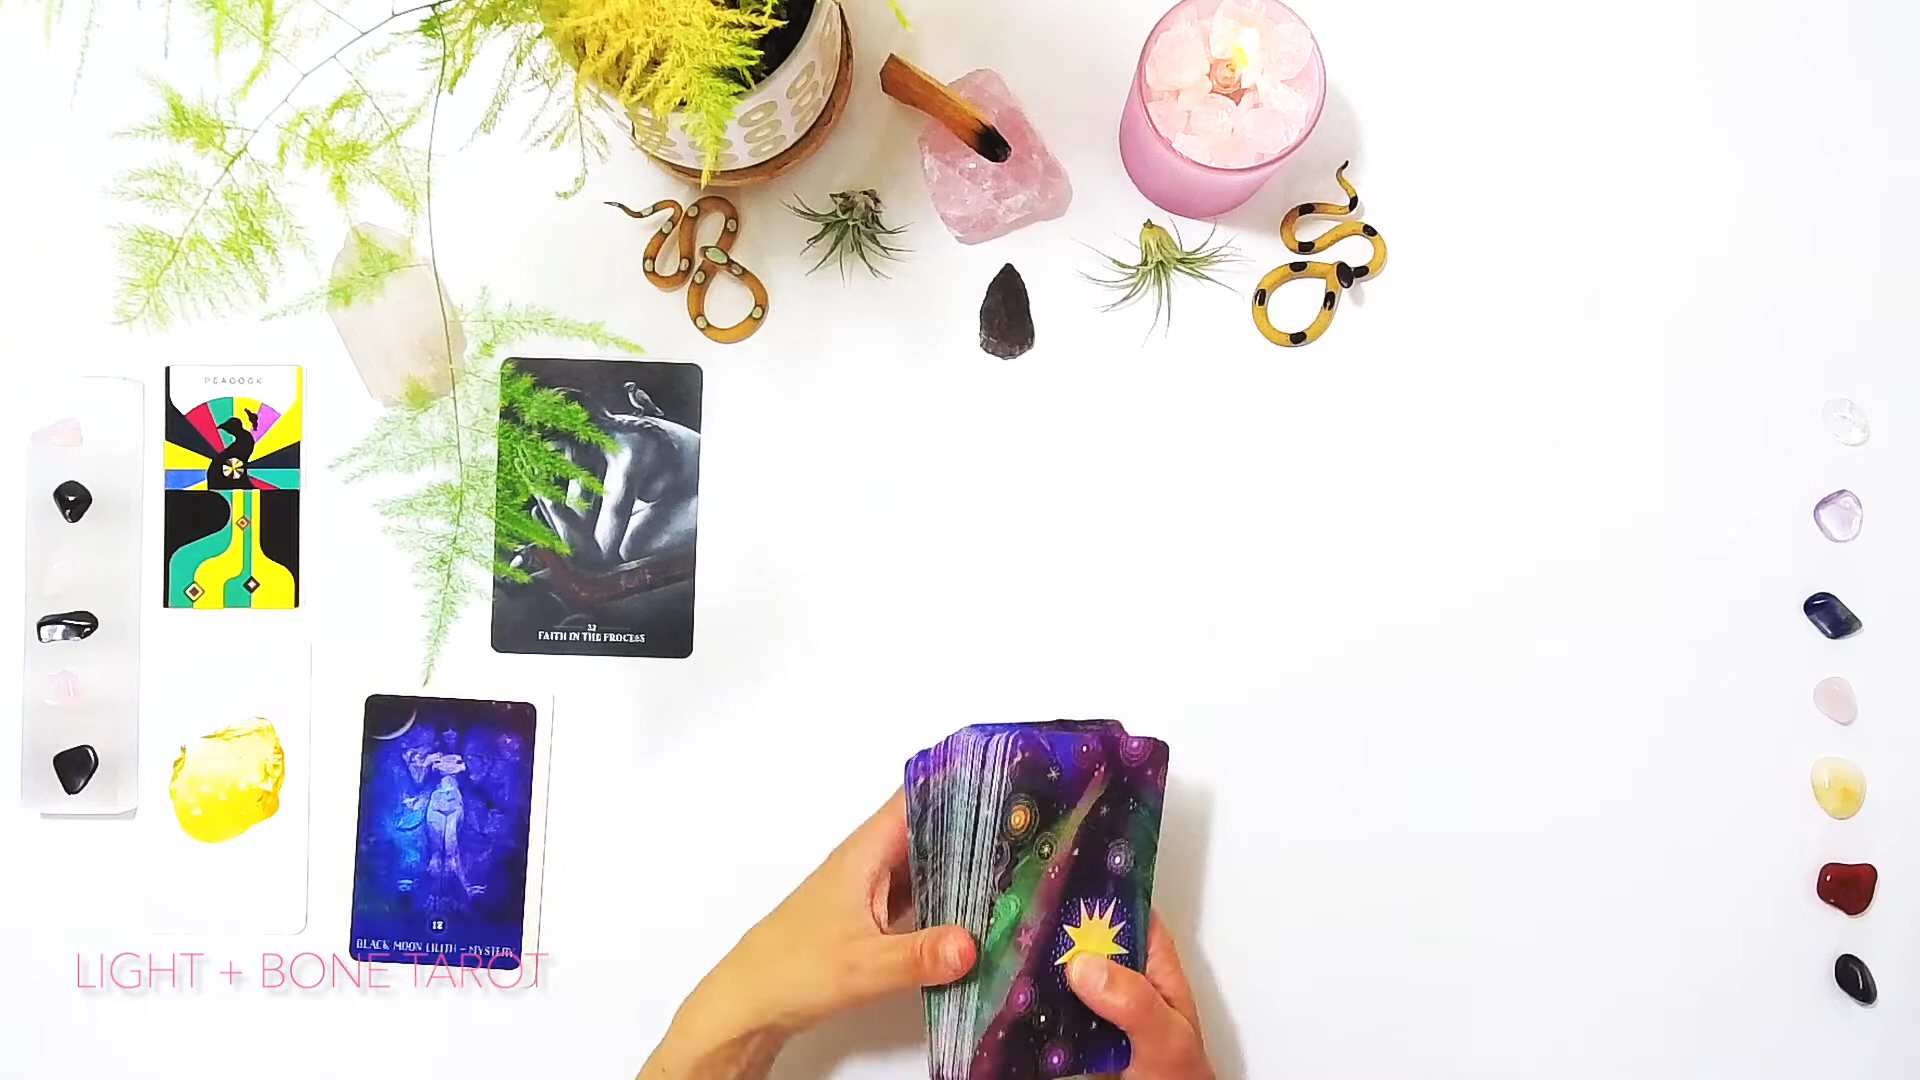 PEACOCK
32
FAITH IN THE PROCESS
12
BLACK MOON LILITH - MYSTERY
LIGHT + BONE TAROT